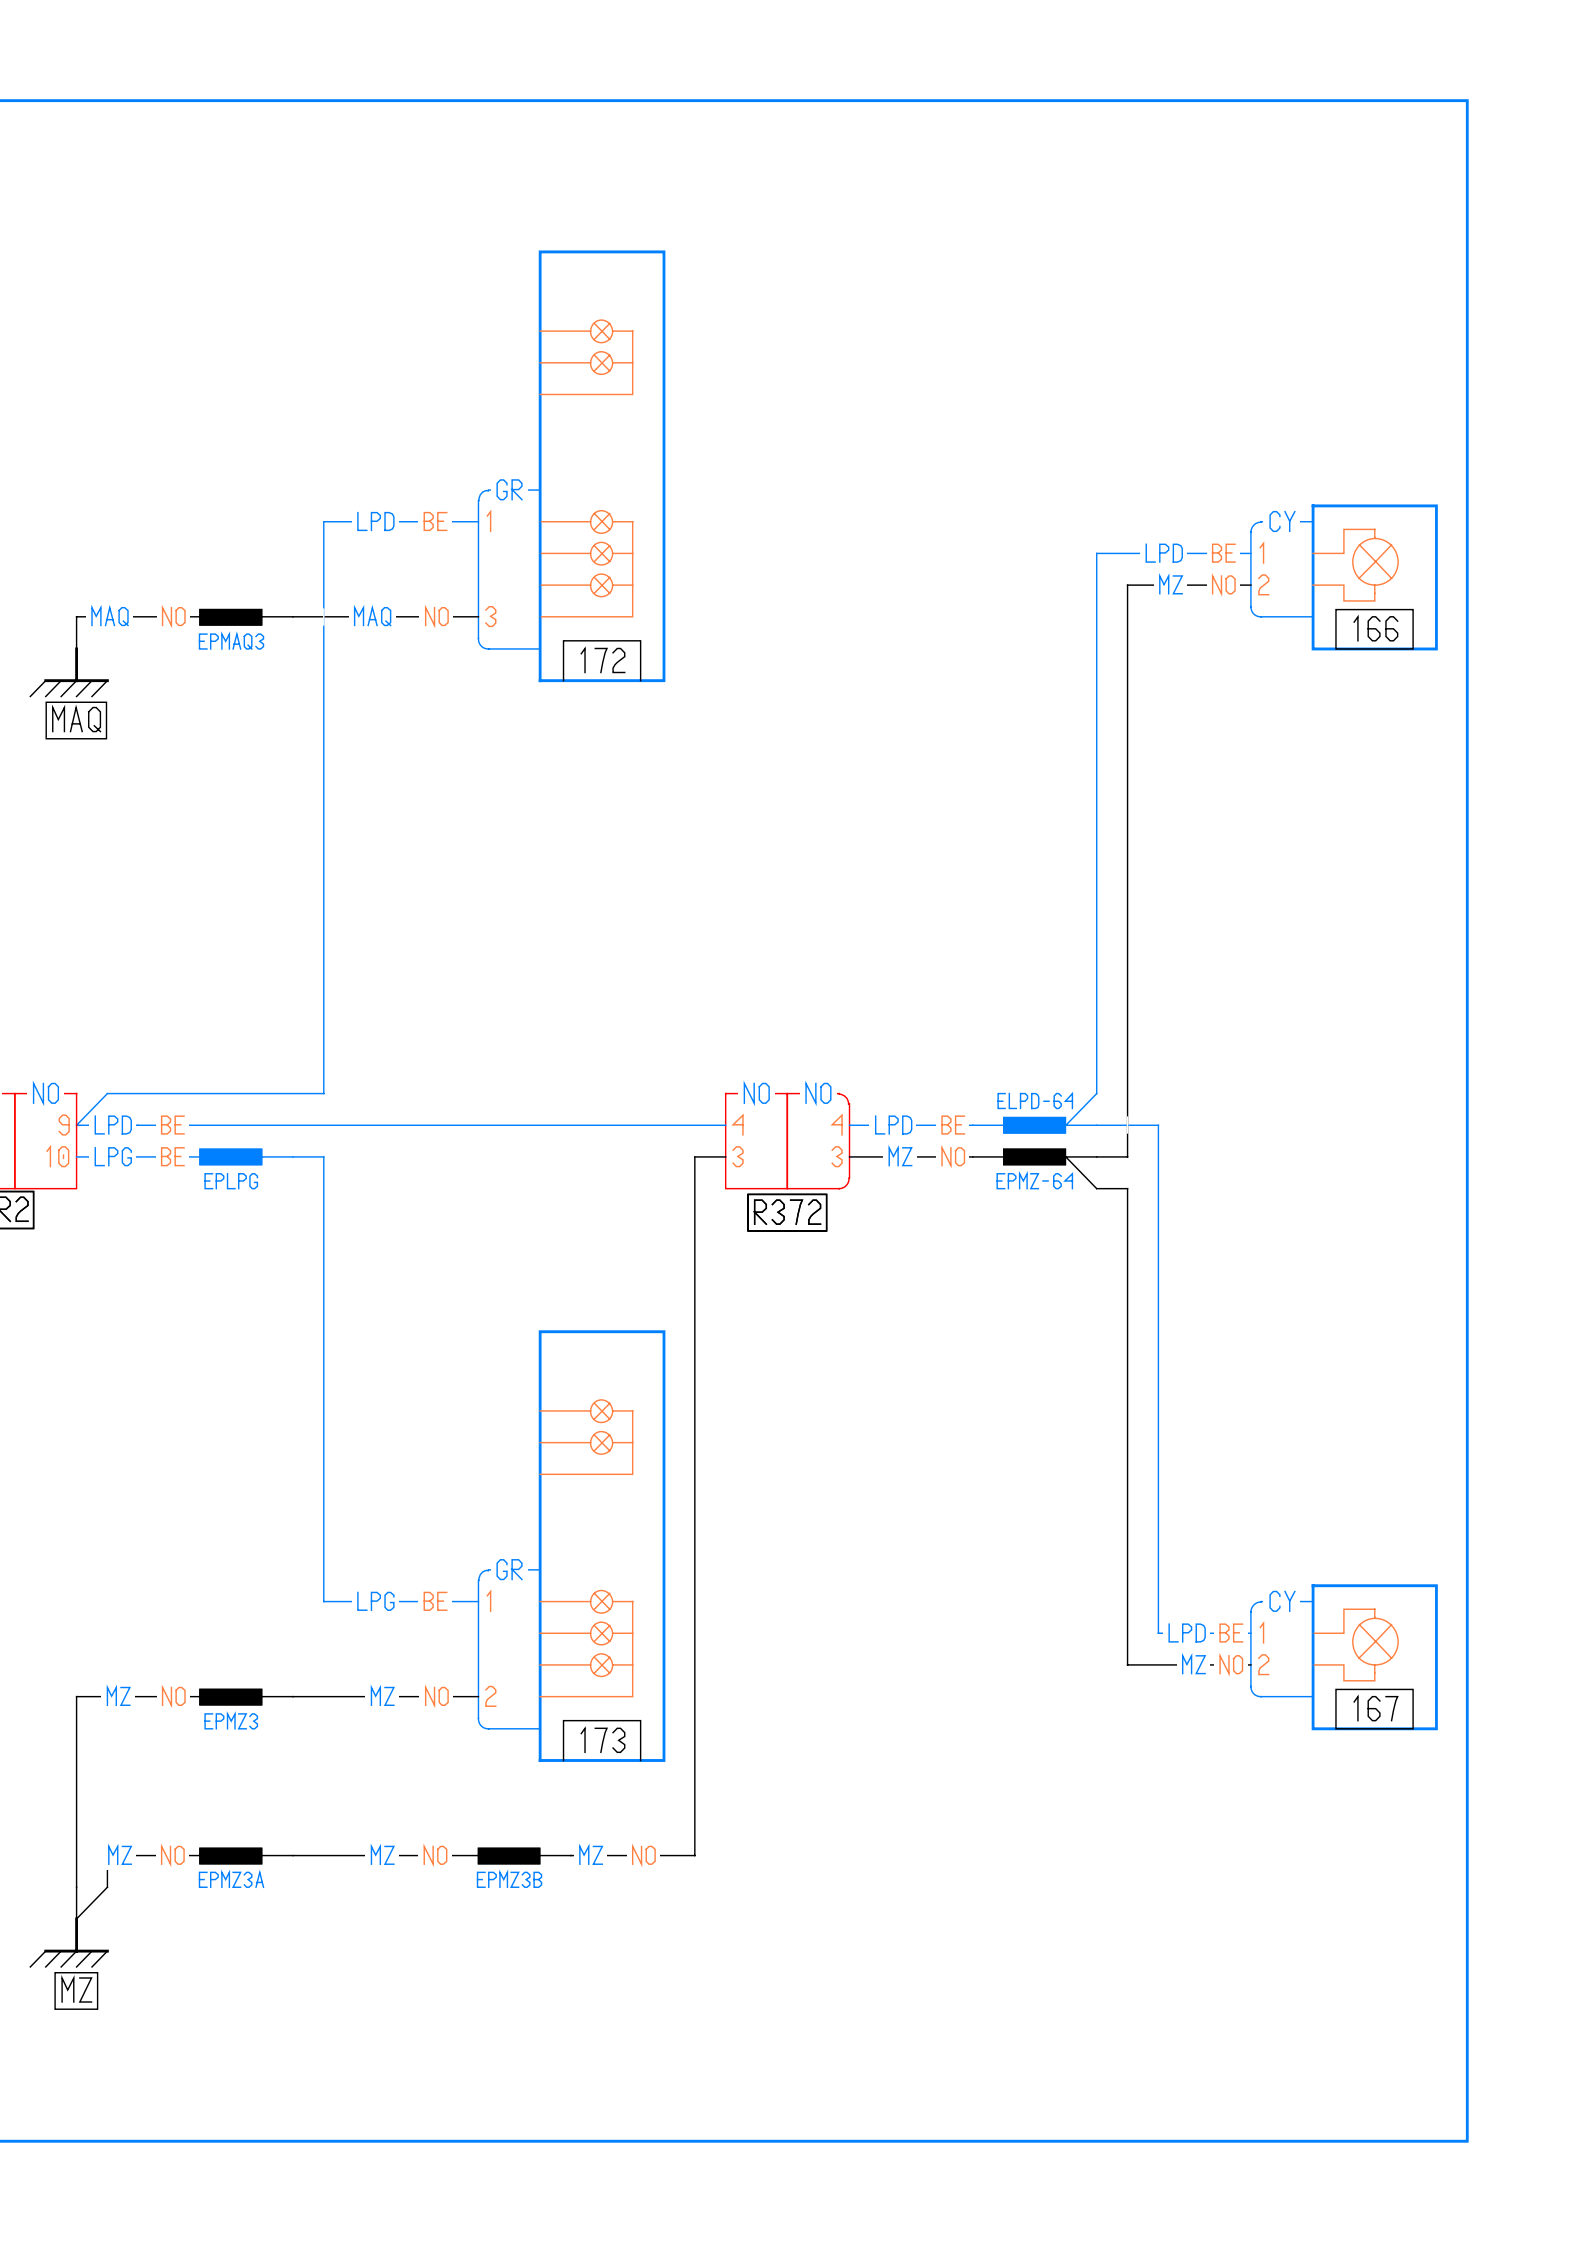 GR
LPD BE 1
CY
LPD BE 1
MZ NO 2
MAQ NO MAQ NO 3
EPMAQ3
166
172
MAQ
NO
NO NO
ELPD-64
9 LPD BE
4 4 LPD BE
10 LPG BE
3 3 MZ NO
EPLPG
EPMZ-64
R2
R372
GR
LPG BE 1
CY
LPD BE 1
MZ NO 2
MZ NO MZ NO 2
EPMZ3
167
173
MZ NO MZ NO MZ NO
EPMZ3A
EPMZ3B
MZ